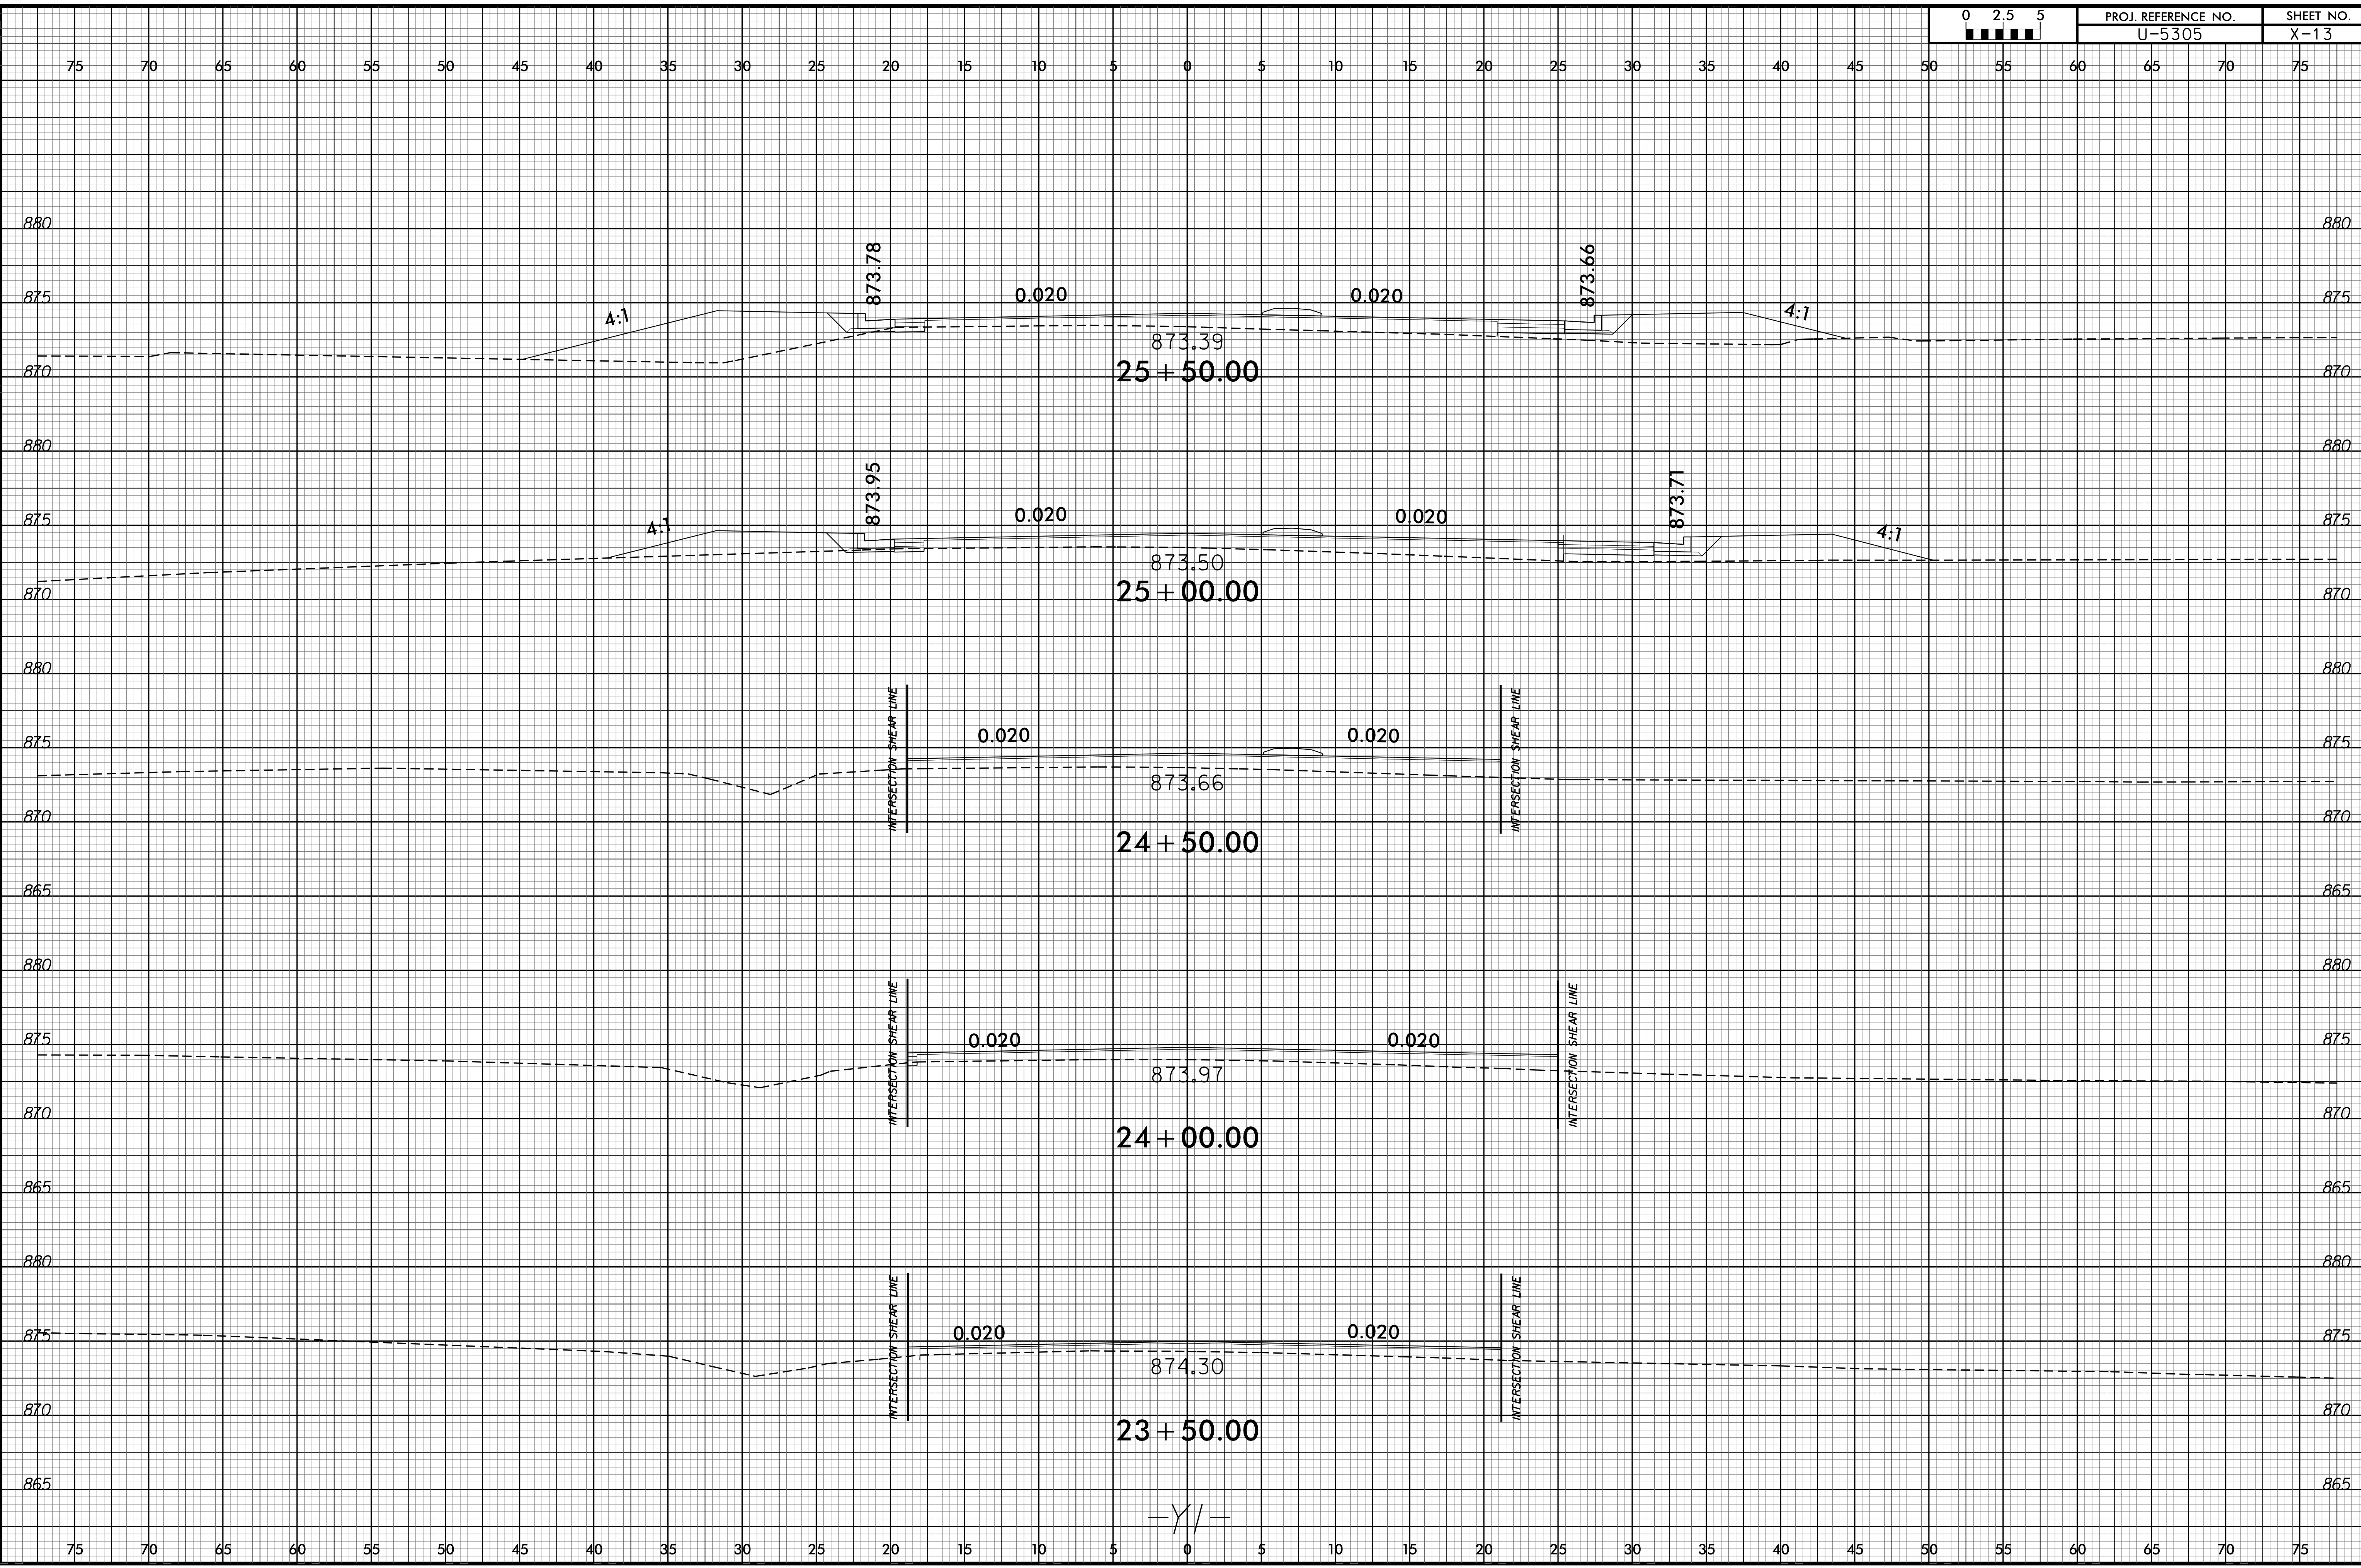 0 2.5 5
PROJ. REFERENCE NO.
SHEET NO.
U-5305
X-13
75 70 65 60 55 50 45 40 35 30 25 20 15 10 5 0 5 10 15 20 25 30 35 40 45 50 55 60 65 70 75
880 880
873.78
873.66
875 0.020 0.020 875
4:1 4:1
873.39
870 25+50.00 870
880 880
873.95
873.71
875 4:1 0.020 0.020 4:1 875
873.50
870 25+00.00 870
880 880
INTERSECTION SHEAR LINE
INTERSECTION SHEAR LINE
875 0.020 0.020 875
873.66
870 870
24+50.00
865 865
880 880
INTERSECTION SHEAR LINE
INTERSECTION SHEAR LINE
875 0.020 0.020 875
873.97
870 870
24+00.00
865 865
880 880
INTERSECTION SHEAR LINE
INTERSECTION SHEAR LINE
875 0.020 0.020 875
874.30
870 870
23+50.00
865 865
-Y1-
75 70 65 60 55 50 45 40 35 30 25 20 15 10 5 0 5 10 15 20 25 30 35 40 45 50 55 60 65 70 75